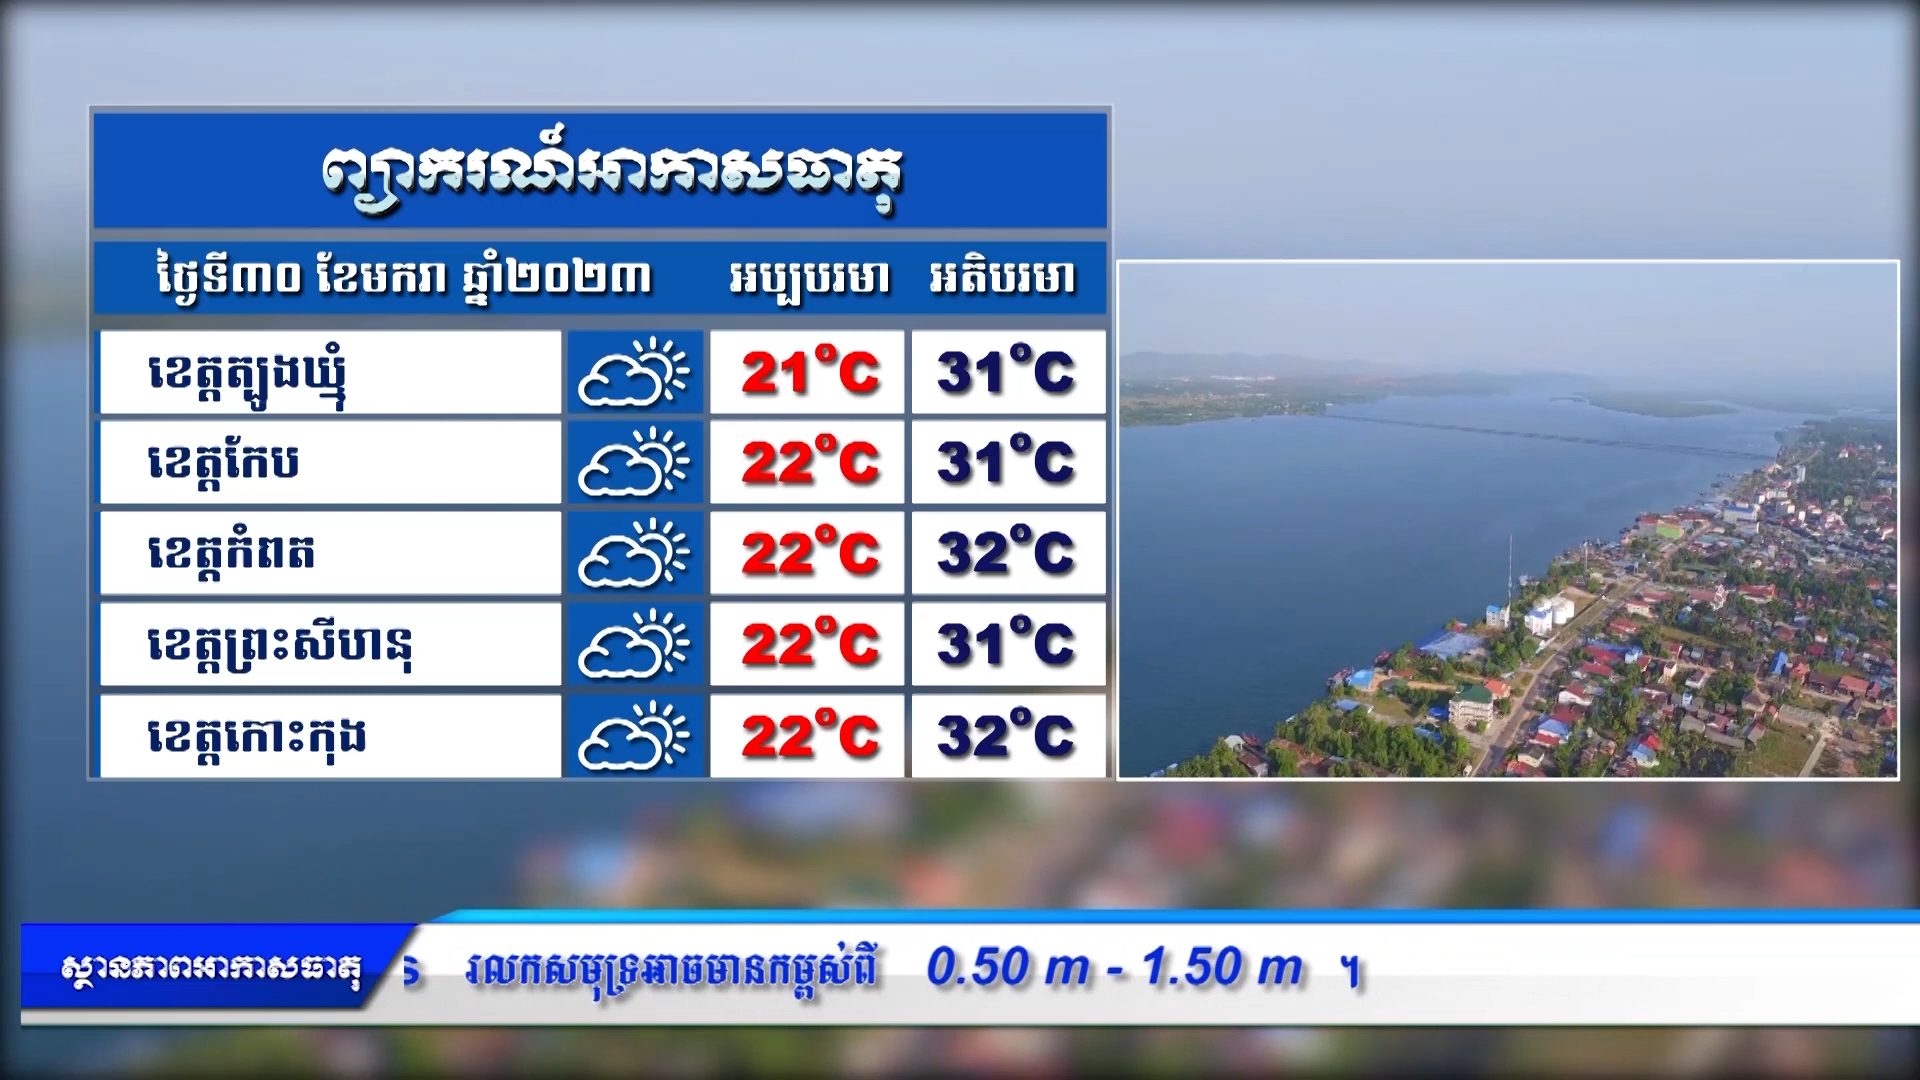 ព្យាករណ៍អាកាសធាតុ
ថ្ងៃទី៣០ ខែមករា ឆ្នាំ២០២៣ អប្បបរមា អតិបរមា
ខេត្តត្បូងឃ្មុំ 21°C 31°C
ខេត្តកែប 22°C 31°C
ខេត្តកំពត 22°C 32°C
ខេត្តព្រះសីហនុ 22°C 31°C
ខេត្តកោះកុង 22°C 32°C
ស្ថានភាពអាកាសធាតុ s រលកសមុទ្រអាចមានកម្ពស់ពី 0.50 m - 1.50 m ។